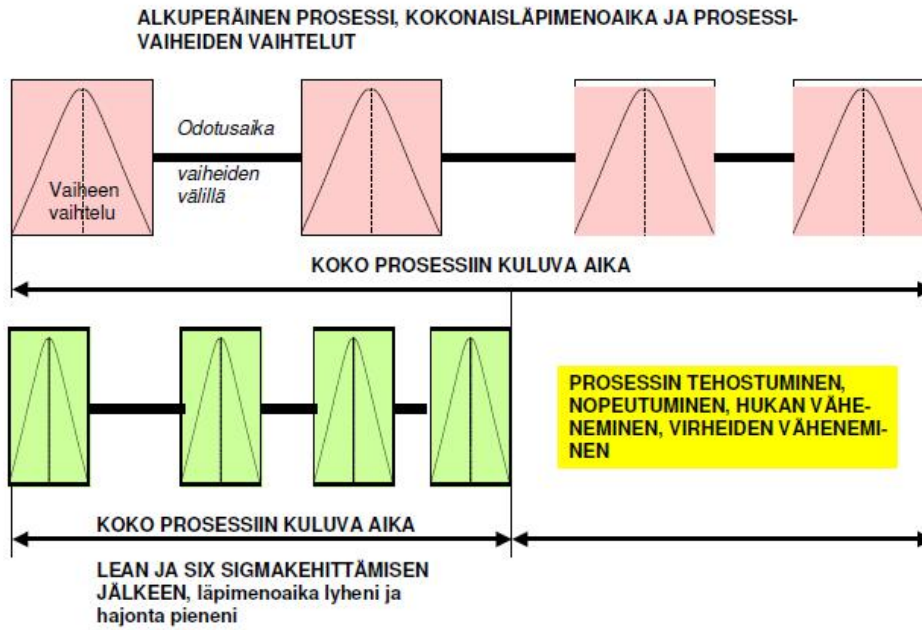 ALKUPERÄINEN PROSESSI, KOKONAISLÄPIMENOAIKA JA PROSESSI-
VAIHEIDEN VAIHTELUT
Vaiheen
vaihtelu
Odotusaika
vaiheiden
välillä
KOKO PROSESSIIN KULUVA AIKA
PROSESSIN TEHOSTUMINEN,
NOPEUTUMINEN, HUKAN VÄHE-
NEMINEN, VIRHEIDEN VÄHENEMI-
NEN
KOKO PROSESSIIN KULUVA AIKA
LEAN JA SIX SIGMAKEHITTÄMISEN
JÄLKEEN, läpimenoaika lyheni ja
hajonta pieneni